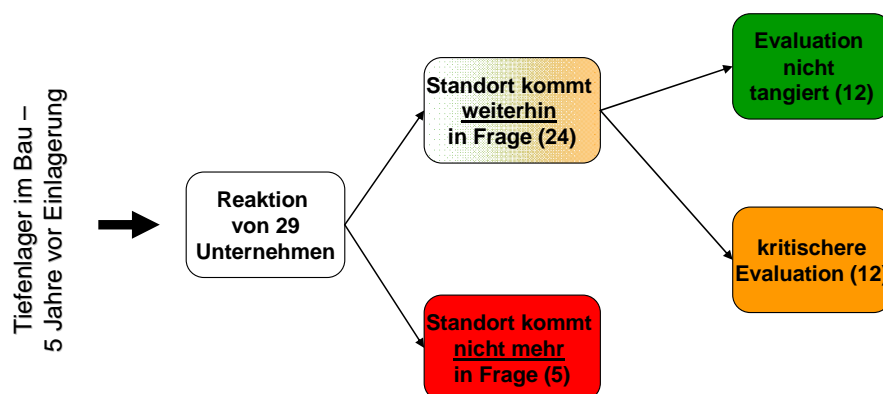 Tiefenlager im Bau –
5 Jahre vor Einlagerung
Reaktion
von 29
Unternehmen
Standort kommt
weiterhin
in Frage (24)
Standort kommt
nicht mehr
in Frage (5)
Evaluation
nicht
tangiert (12)
kritischere
Evaluation (12)